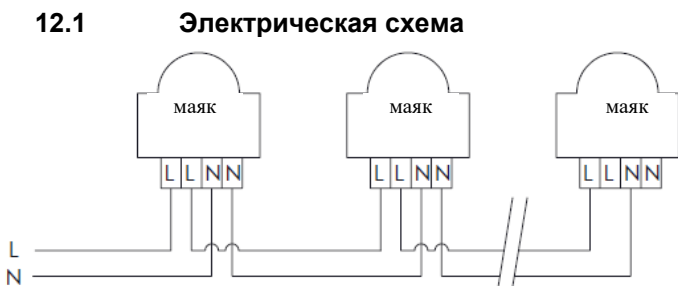 12.1 Электрическая схема
маяк маяк маяк
L L N N L L N N L L N N
L
N